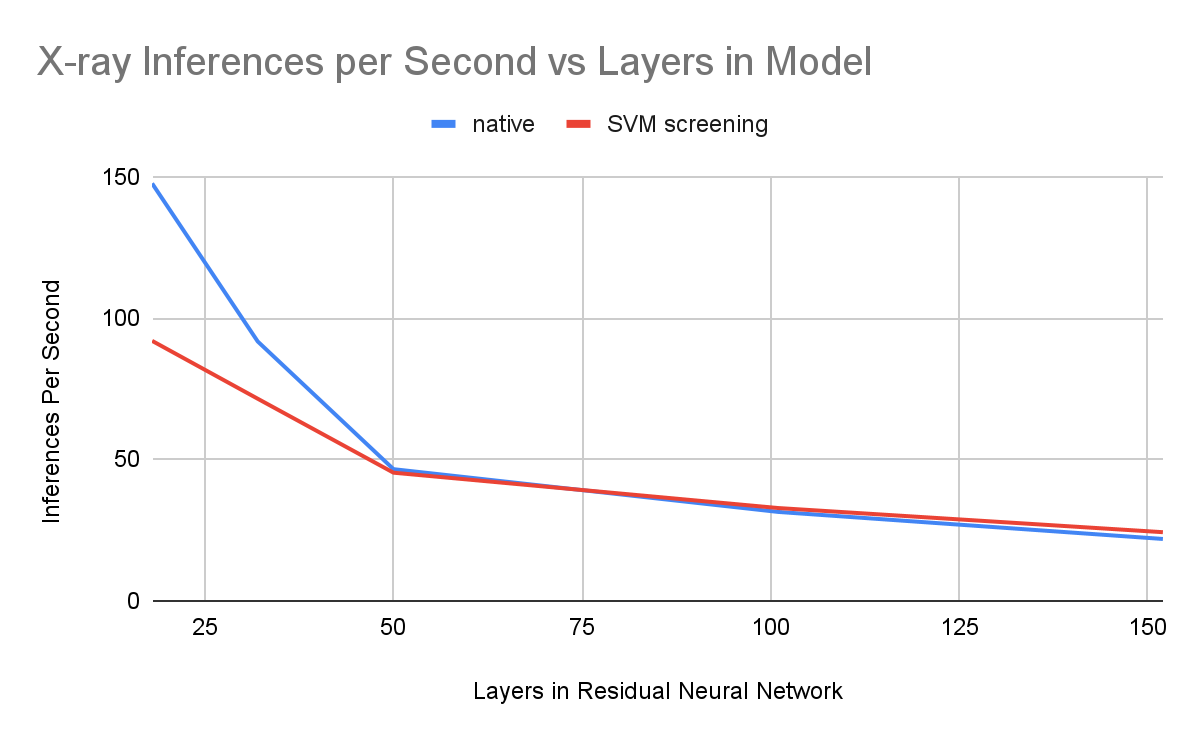 X-ray Inferences per Second vs Layers in Model
native
SVM screening
Inferences Per Second
150
100
50
0
25
50
75
100
125
150
Layers in Residual Neural Network